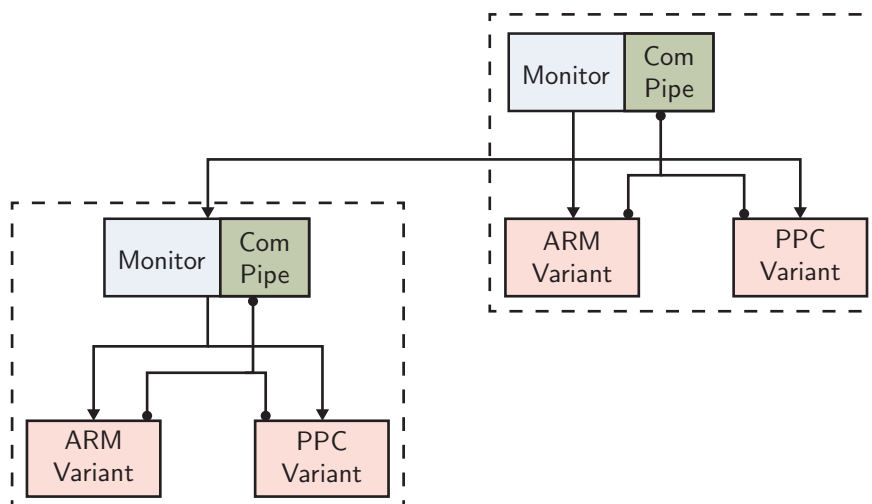 Monitor
Com
Pipe
ARM
Variant
PPC
Variant
Monitor
Com
Pipe
ARM
Variant
PPC
Variant